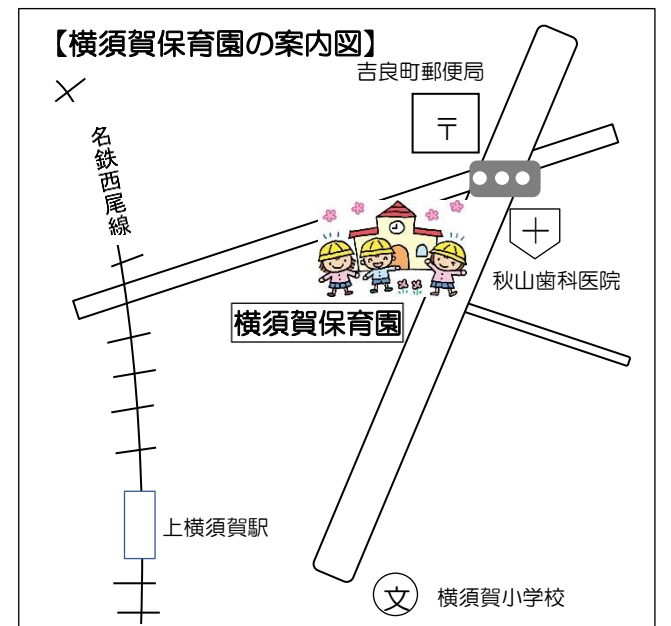 【横須賀保育園の案内図】
吉良町郵便局
〒
名鉄西尾線
秋山歯科医院
横須賀保育園
上横須賀駅
文
横須賀小学校